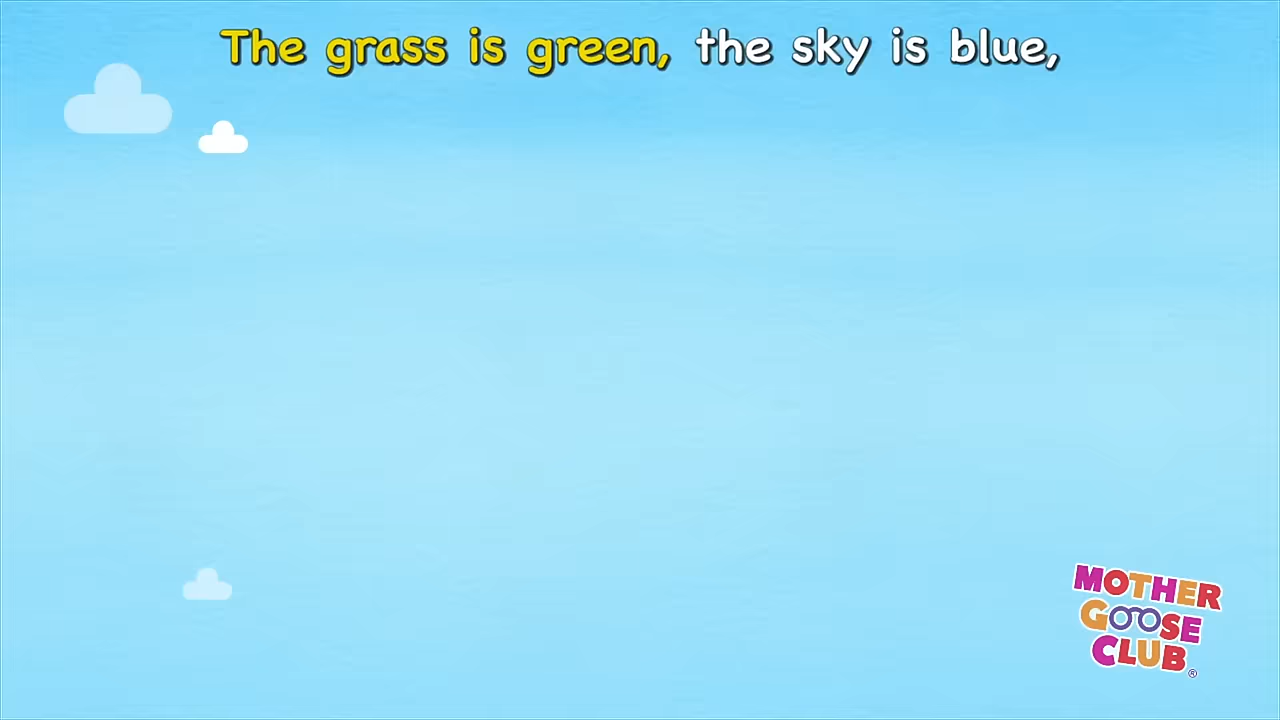 The grass is green, the sky is blue,
MOTHER
GOOSE
CLUB
®